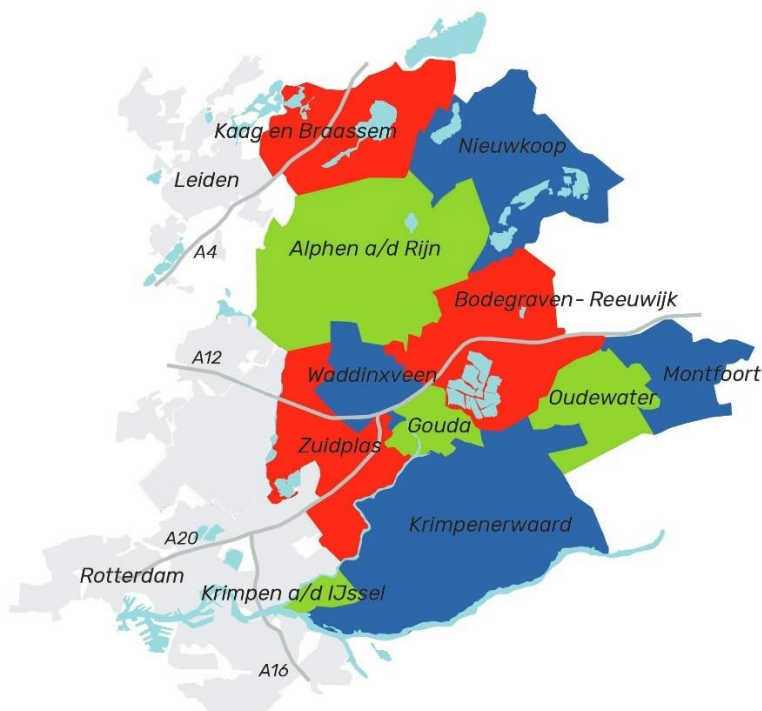 Kaag en Braassem
Nieuwkoop
Leiden
A4
Alphen a/d Rijn
Bodegraven- Reeuwijk
A12
Waddinxveen
Montfoort
Oudewater
Gouda
Zuidplas
Krimpenerwaard
A20
Rotterdam
Krimpen a/d IJssel
A16